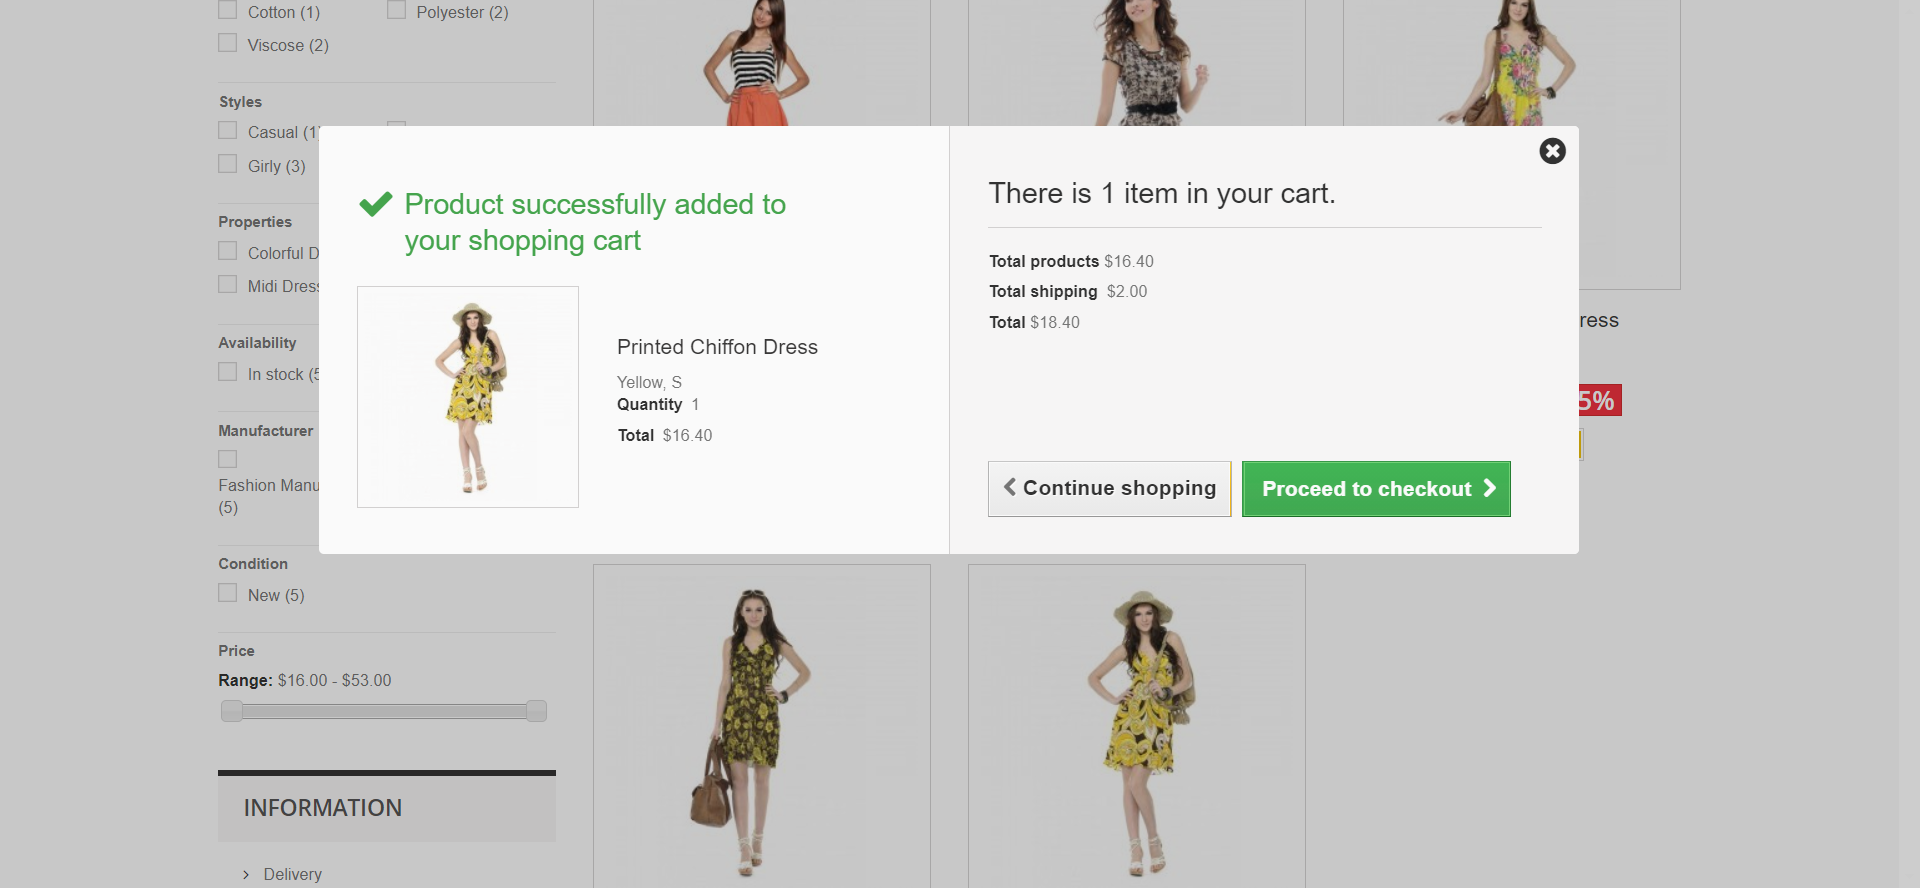 Cotton (1)
Polyester (2)
Viscose (2)
Styles
Casual (1)
Girly (3)
Properties
Colorful D
Midi Dress
Availability
In stock (5
Manufacturer
Fashion Manu
(5)
Condition
New (5)
Price
Range: $16.00 - $53.00
INFORMATION
Delivery
Product successfully added to
your shopping cart
Printed Chiffon Dress
Yellow, S
Quantity 1
Total $16.40
There is 1 item in your cart.
Total products $16.40
Total shipping $2.00
Total $18.40
Continue shopping
Proceed to checkout
ress
5%